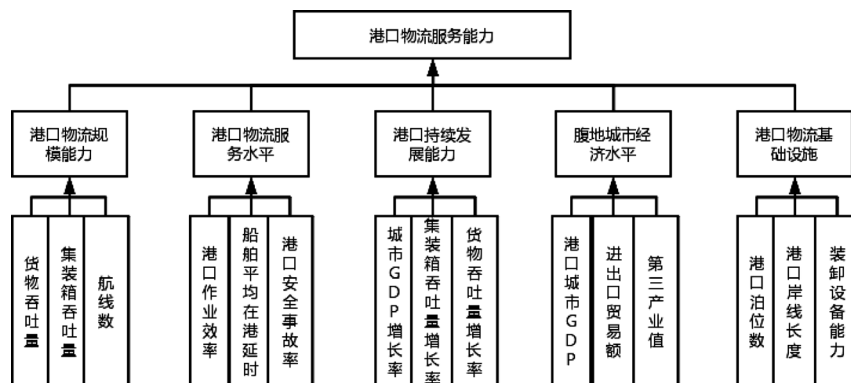 港口物流服务能力
港口物流规
模能力
港口物流服
务水平
港口持续发
展能力
腹地城市经
济水平
港口物流基
础设施
货物吞吐量
集装箱吞吐量
航线数
港口作业效率
船舶平均在港延时
港口安全事故率
城市GDP增长率
集装箱吞吐量增长率
货物吞吐量增长率
港口城市GDP
进出口贸易额
第三产业值
港口泊位数
港口岸线长度
装卸设备能力